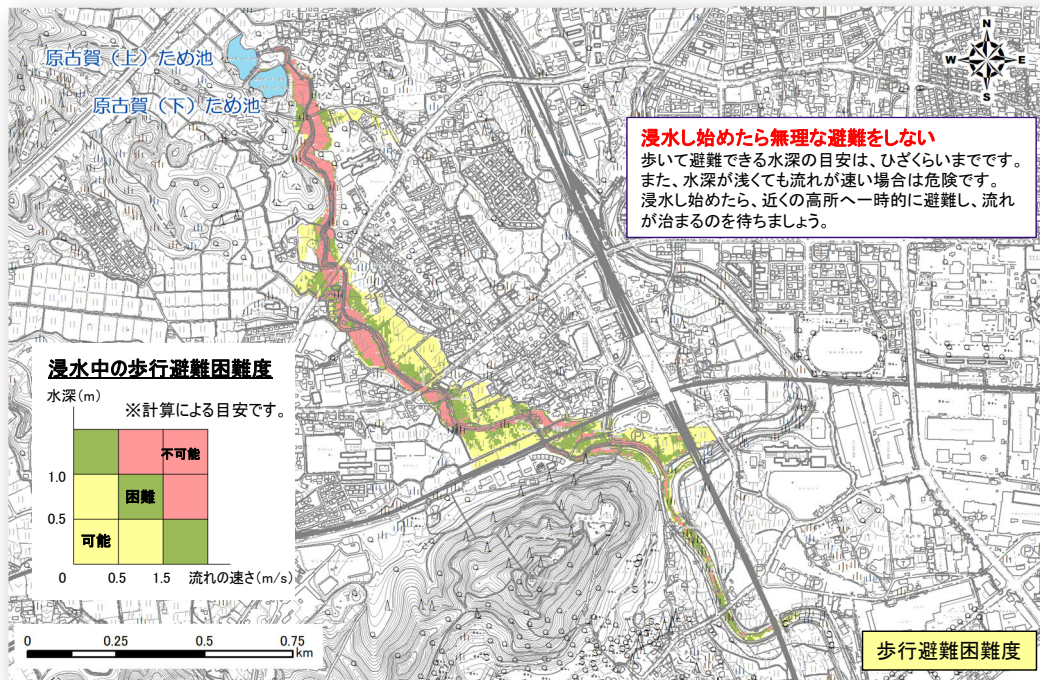 原古賀（上）ため池
原古賀（下）ため池
N
W
E
S
浸水し始めたら無理な避難をしない
歩いて避難できる水深の目安は、ひざくらいまでです。
また、水深が浅くても流れが速い場合は危険です。
浸水し始めたら、近くの高所へ一時的に避難し、流れ
が治まるのを待ちましょう。
浸水中の歩行避難困難度
水深(m)
※計算による目安です。
不可能
1.0
困難
0.5
可能
0
0.5
1.5
流れの速さ(m/s)
0
0.25
0.5
0.75
km
歩行避難困難度